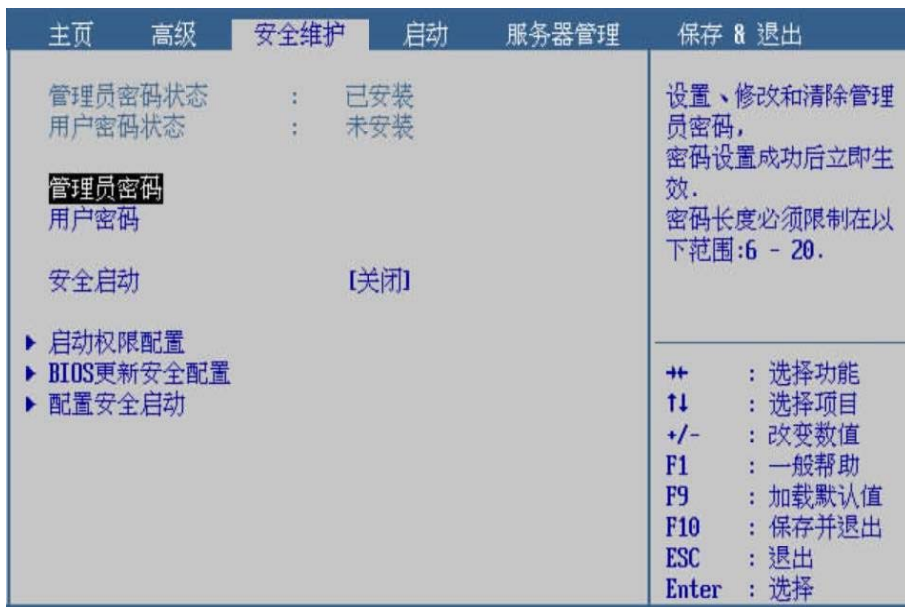 主页 高级 安全维护 启动 服务器管理 保存 & 退出
管理员密码状态 : 已安装
用户密码状态 : 未安装
管理员密码
用户密码
安全启动 [关闭]
▶ 启动权限配置
▶ BIOS更新安全配置
▶ 配置安全启动
设置、修改和清除管理
员密码,
密码设置成功后立即生
效.
密码长度必须限制在以
下范围:6 - 20.
→← : 选择功能
↑↓ : 选择项目
+/- : 改变数值
F1 : 一般帮助
F9 : 加载默认值
F10 : 保存并退出
ESC : 退出
Enter : 选择